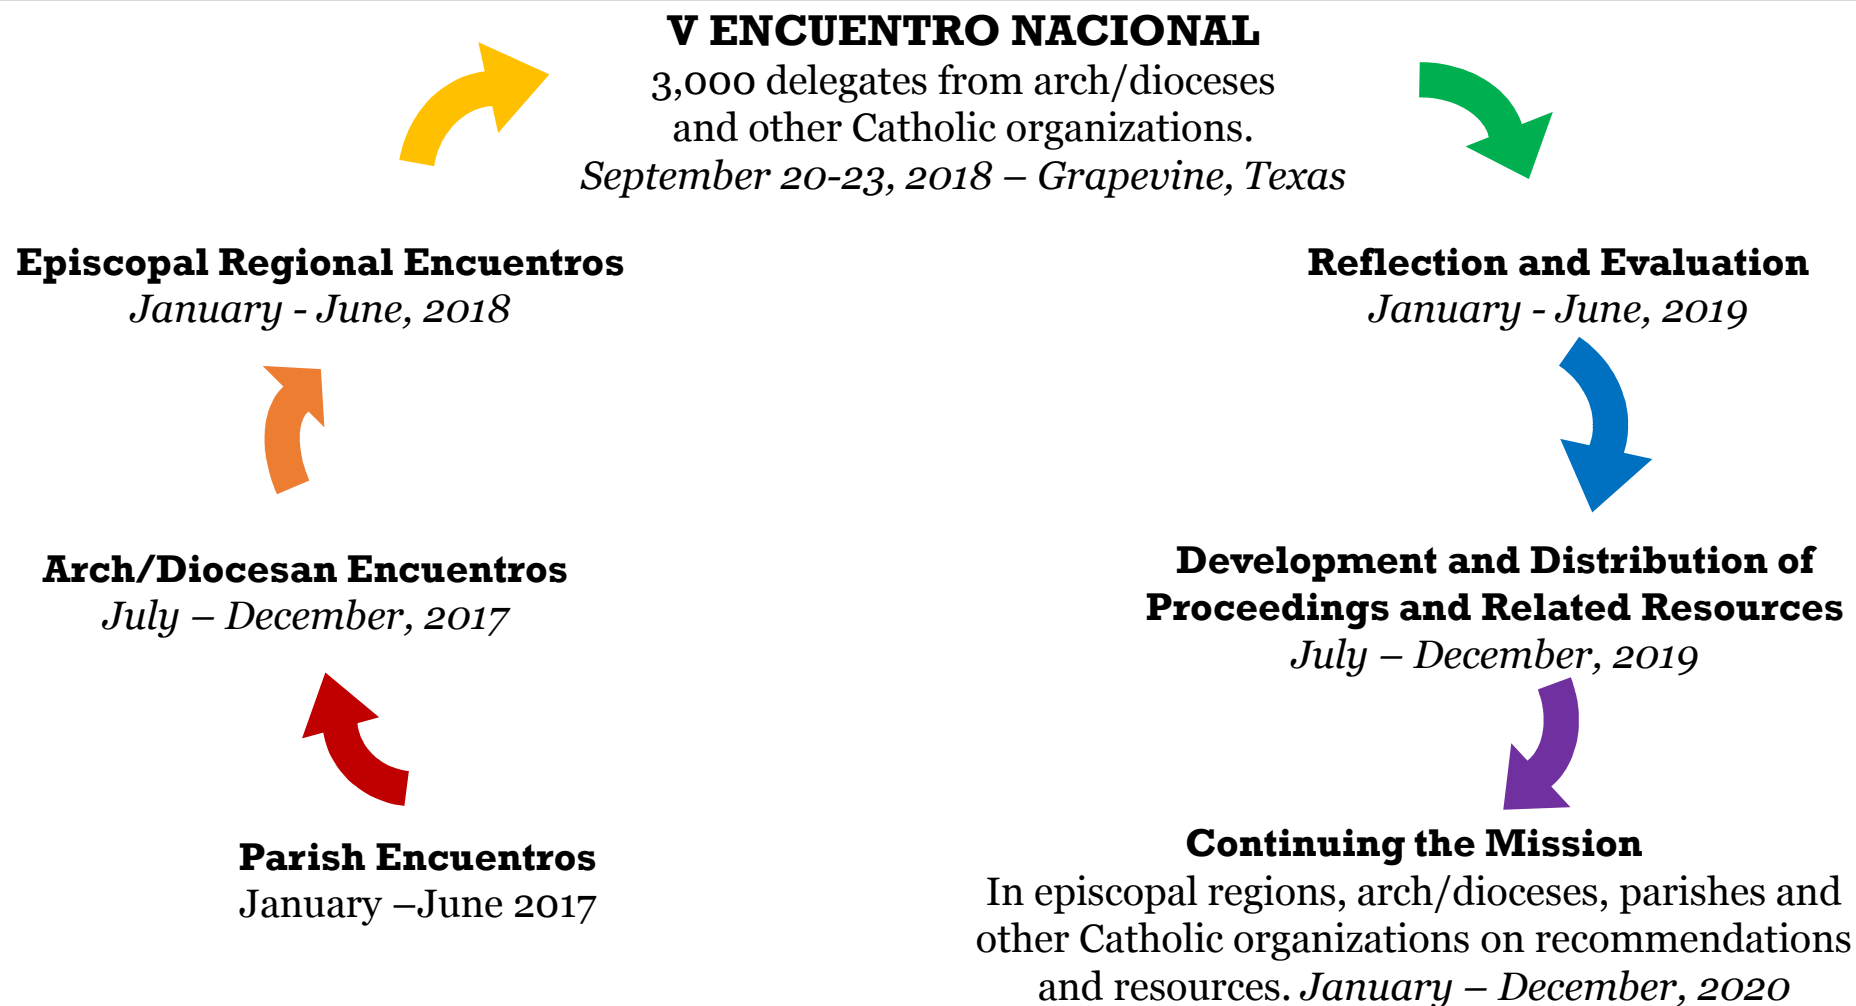 V ENCUENTRO NACIONAL
3,000 delegates from arch/dioceses
and other Catholic organizations.
September 20-23, 2018 – Grapevine, Texas
Episcopal Regional Encuentros
January - June, 2018
Reflection and Evaluation
January - June, 2019
Arch/Diocesan Encuentros
July – December, 2017
Development and Distribution of
Proceedings and Related Resources
July – December, 2019
Parish Encuentros
January –June 2017
Continuing the Mission
In episcopal regions, arch/dioceses, parishes and
other Catholic organizations on recommendations
and resources. January – December, 2020